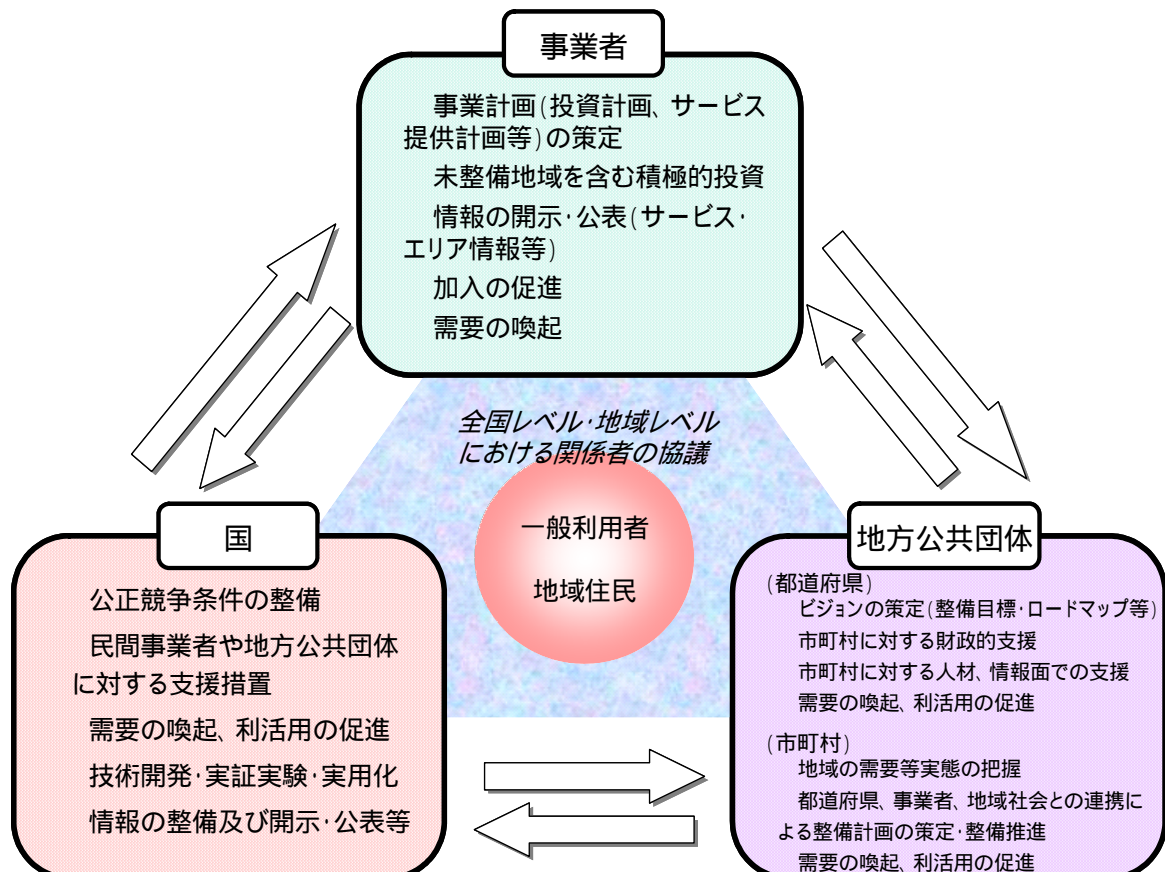 事業者
事業計画(投資計画、サービス
提供計画等)の策定
未整備地域を含む積極的投資
情報の開示・公表(サービス・
エリア情報等)
加入の促進
需要の喚起
全国レベル・地域レベル
における関係者の協議
一般利用者
地域住民
国
公正競争条件の整備
民間事業者や地方公共団体
に対する支援措置
需要の喚起、利活用の促進
技術開発・実証実験・実用化
情報の整備及び開示・公表等
地方公共団体
(都道府県)
ビジョンの策定(整備目標・ロードマップ等)
市町村に対する財政的支援
市町村に対する人材、情報面での支援
需要の喚起、利活用の促進
(市町村)
地域の需要等実態の把握
都道府県、事業者、地域社会との連携に
よる整備計画の策定・整備推進
需要の喚起、利活用の促進